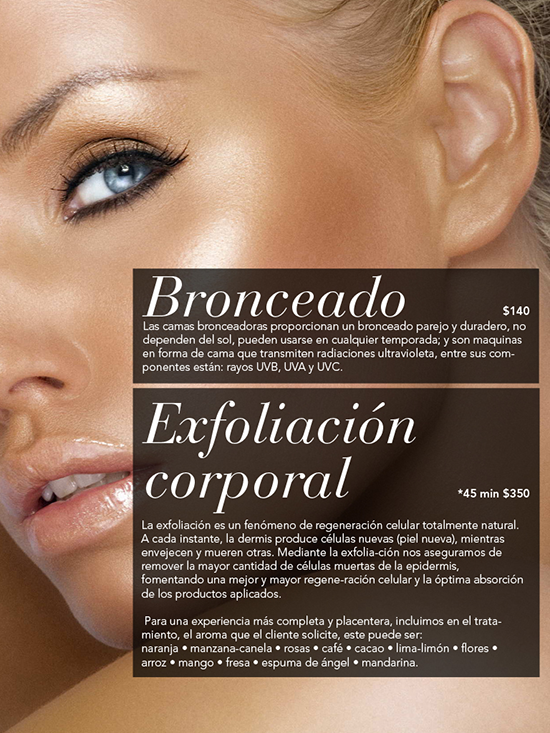 Bronceado
$140
Las camas bronceadoras proporcionan un bronceado parejo y duradero, no
dependen del sol, pueden usarse en cualquier temporada; y son maquinas
en forma de cama que transmiten radiaciones ultravioleta, entre sus com-
ponentes están: rayos UVB, UVA y UVC.
Exfoliación
corporal
*45 min $350
La exfoliación es un fenómeno de regeneración celular totalmente natural.
A cada instante, la dermis produce células nuevas (piel nueva), mientras
envejecen y mueren otras. Mediante la exfolia-ción nos aseguramos de
remover la mayor cantidad de células muertas de la epidermis,
fomentando una mejor y mayor regene-ración celular y la óptima absorción
de los productos aplicados.
Para una experiencia más completa y placentera, incluimos en el trata-
miento, el aroma que el cliente solicite, este puede ser:
naranja • manzana-canela • rosas • café • cacao • lima-limón • flores •
arroz • mango • fresa • espuma de ángel • mandarina.